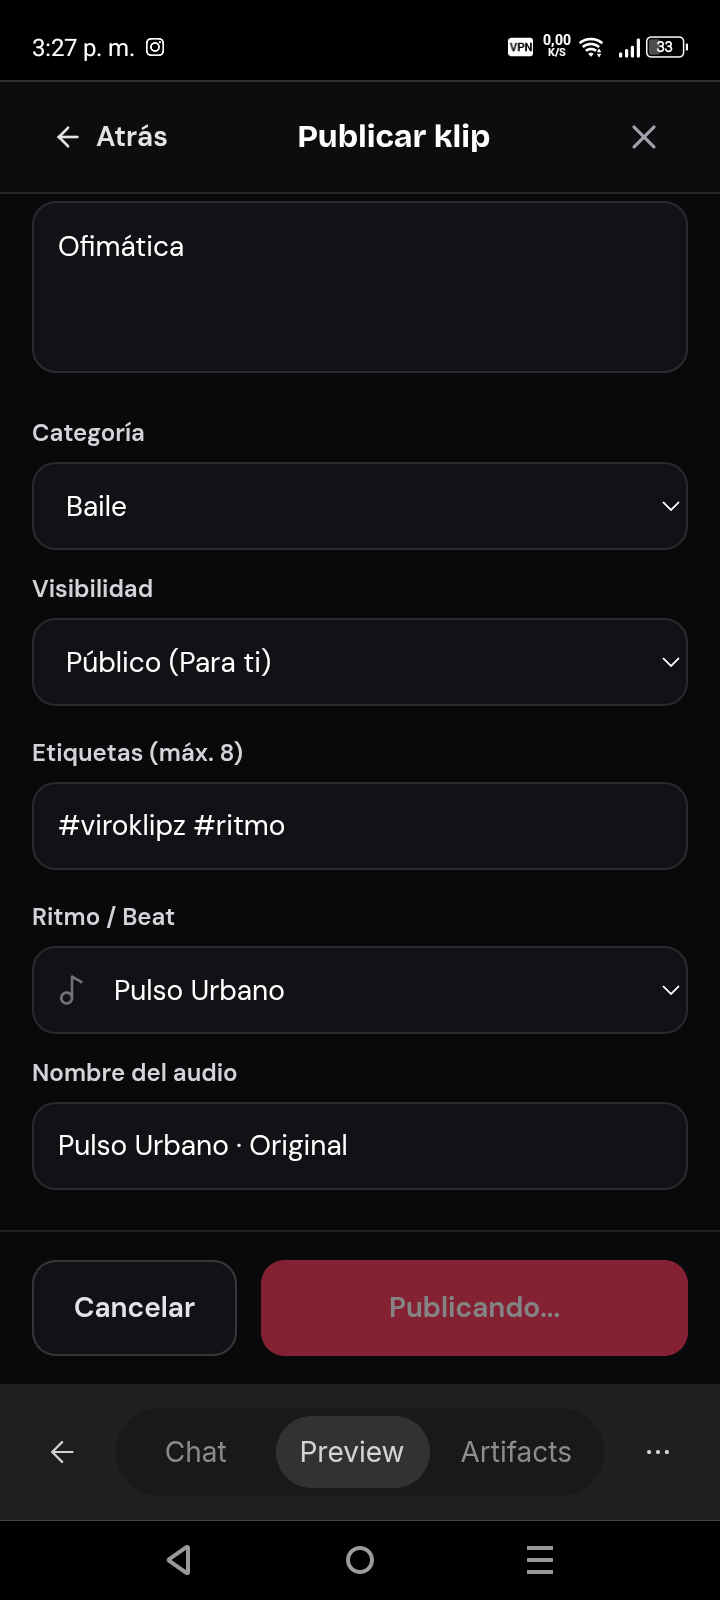 3:27 p. m.
VPN 0,00 K/S 33
Atrás Publicar klip
Ofimática
Categoría
Baile
Visibilidad
Público (Para ti)
Etiquetas (máx. 8)
#viroklipz #ritmo
Ritmo / Beat
Pulso Urbano
Nombre del audio
Pulso Urbano · Original
Cancelar Publicando...
Chat Preview Artifacts